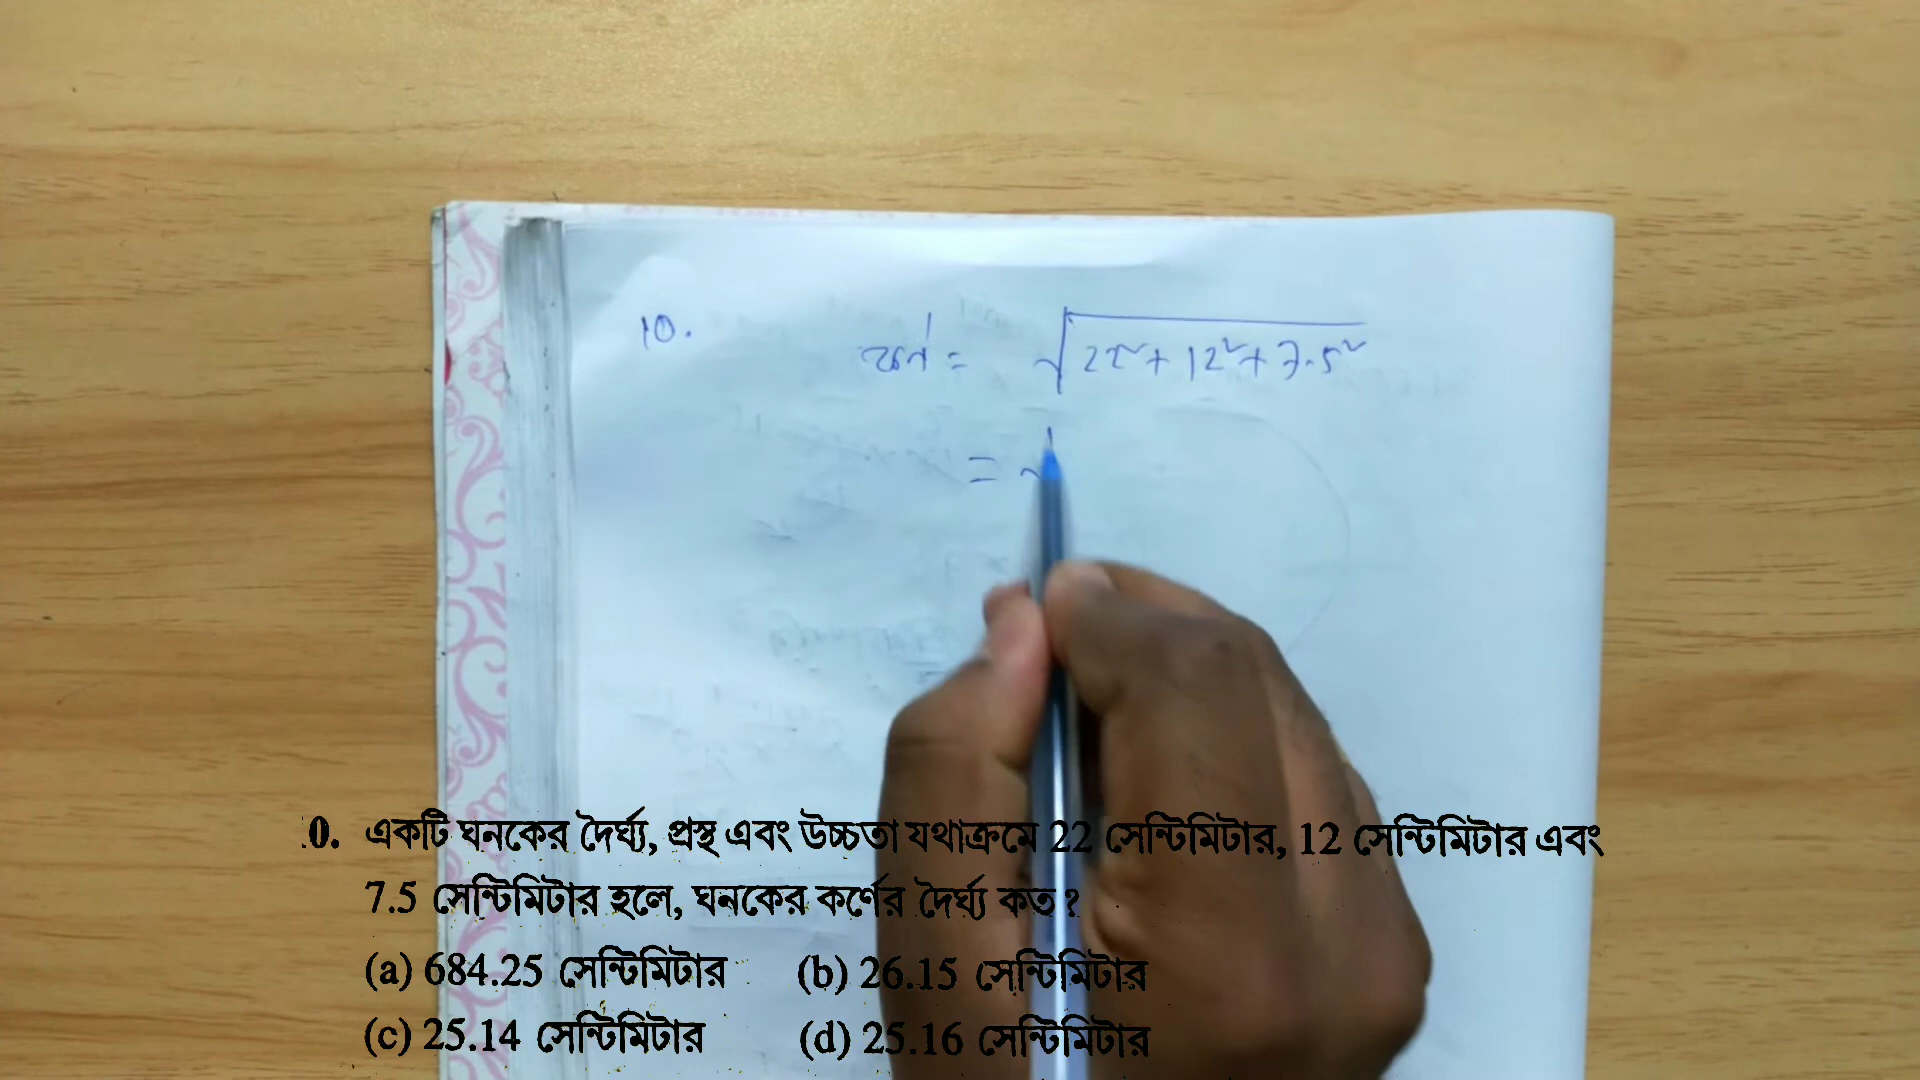 10.
কর্ণ = √22² + 12² + 7.5²
=
0. একটি ঘনকের দৈর্ঘ্য, প্রস্থ এবং উচ্চতা যথাক্রমে 22 সেন্টিমিটার, 12 সেন্টিমিটার এবং
7.5 সেন্টিমিটার হলে, ঘনকের কর্ণের দৈর্ঘ্য কত ?
(a) 684.25 সেন্টিমিটার (b) 26.15 সেন্টিমিটার
(c) 25.14 সেন্টিমিটার (d) 25.16 সেন্টিমিটার